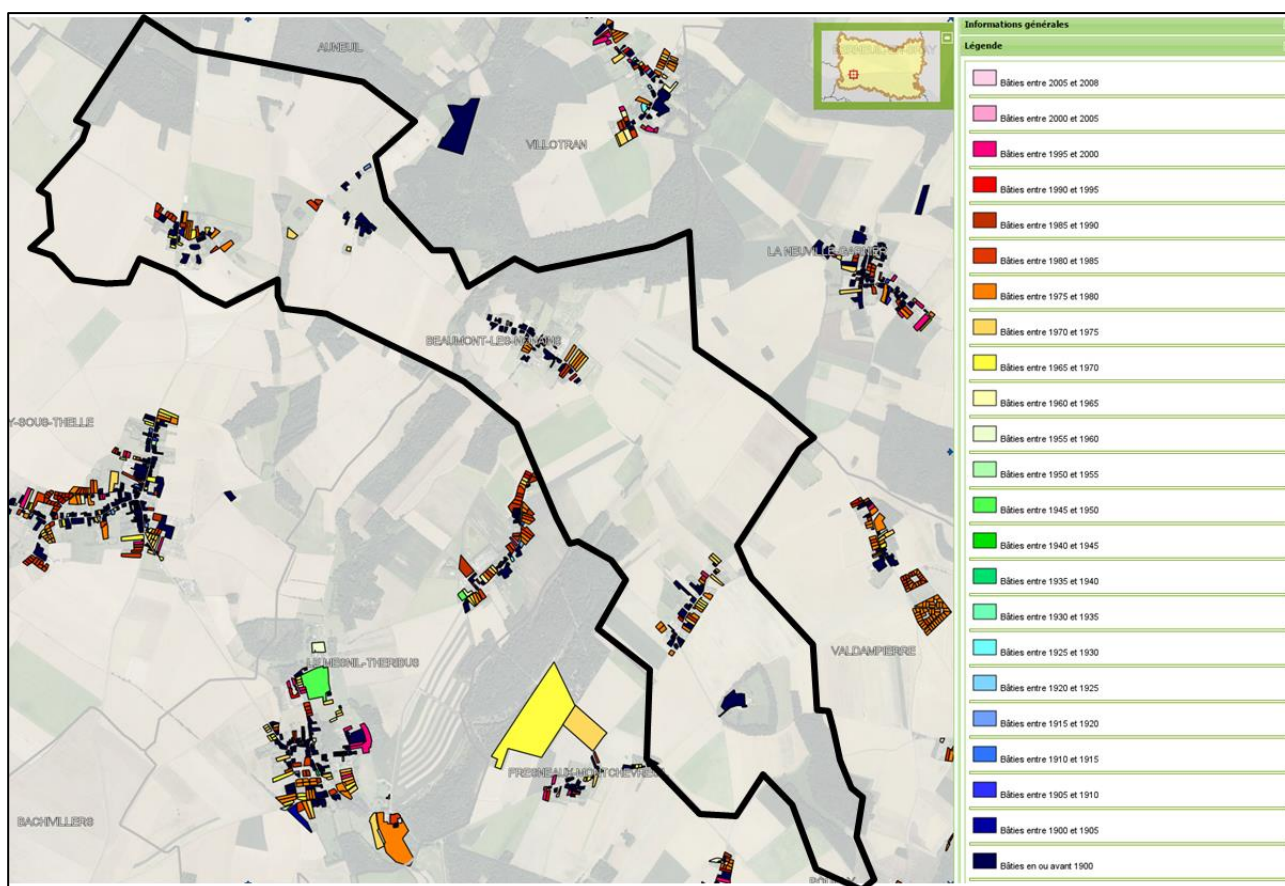 AUNEUIL
VILLOTRAN
BEAUMONT-LES-NONAINS
Y-SOUS-THELLE
LE MESNIL-THERIBUS
VALDAMPIERRE
BACHIVILLERS
Informations générales
Légende
Bâties entre 2005 et 2008
Bâties entre 2000 et 2005
Bâties entre 1995 et 2000
Bâties entre 1990 et 1995
Bâties entre 1985 et 1990
Bâties entre 1980 et 1985
Bâties entre 1975 et 1980
Bâties entre 1970 et 1975
Bâties entre 1965 et 1970
Bâties entre 1960 et 1965
Bâties entre 1955 et 1960
Bâties entre 1950 et 1955
Bâties entre 1945 et 1950
Bâties entre 1940 et 1945
Bâties entre 1935 et 1940
Bâties entre 1930 et 1935
Bâties entre 1925 et 1930
Bâties entre 1920 et 1925
Bâties entre 1915 et 1920
Bâties entre 1910 et 1915
Bâties entre 1905 et 1910
Bâties entre 1900 et 1905
Bâties en ou avant 1900